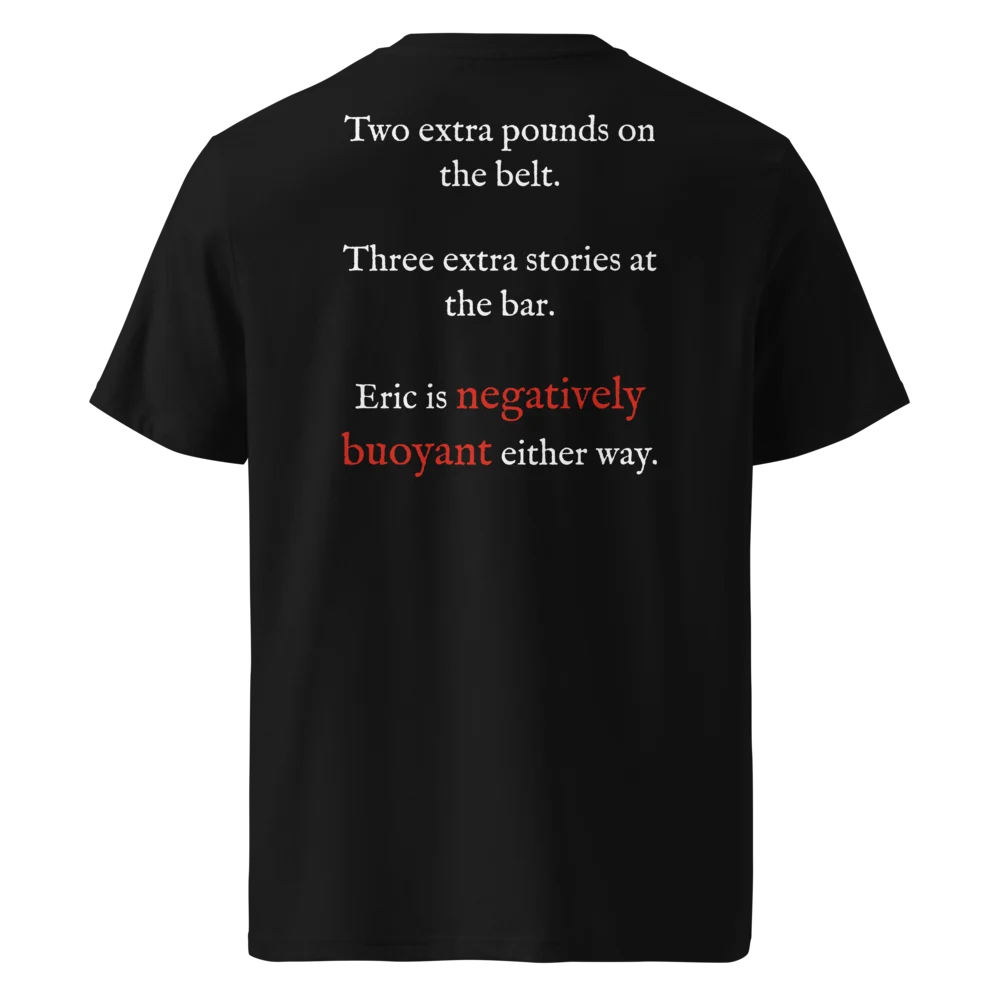 Two extra pounds on
the belt.
Three extra stories at
the bar.
Eric is negatively
buoyant either way.